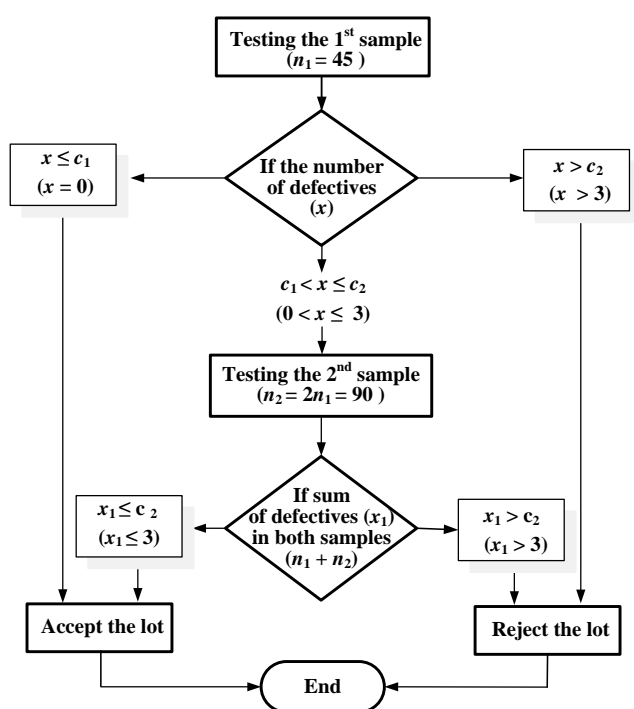 Testing the 1st sample
(n1 = 45 )
x ≤ c1
(x = 0)
If the number
of defectives
(x)
x > c2
(x > 3)
c1 < x ≤ c2
(0 < x ≤ 3)
Testing the 2nd sample
(n2 = 2n1 = 90 )
x1 ≤ c 2
(x1 ≤ 3)
If sum
of defectives (x1)
in both samples
(n1 + n2)
x1 > c2
(x1 > 3)
Accept the lot
Reject the lot
End